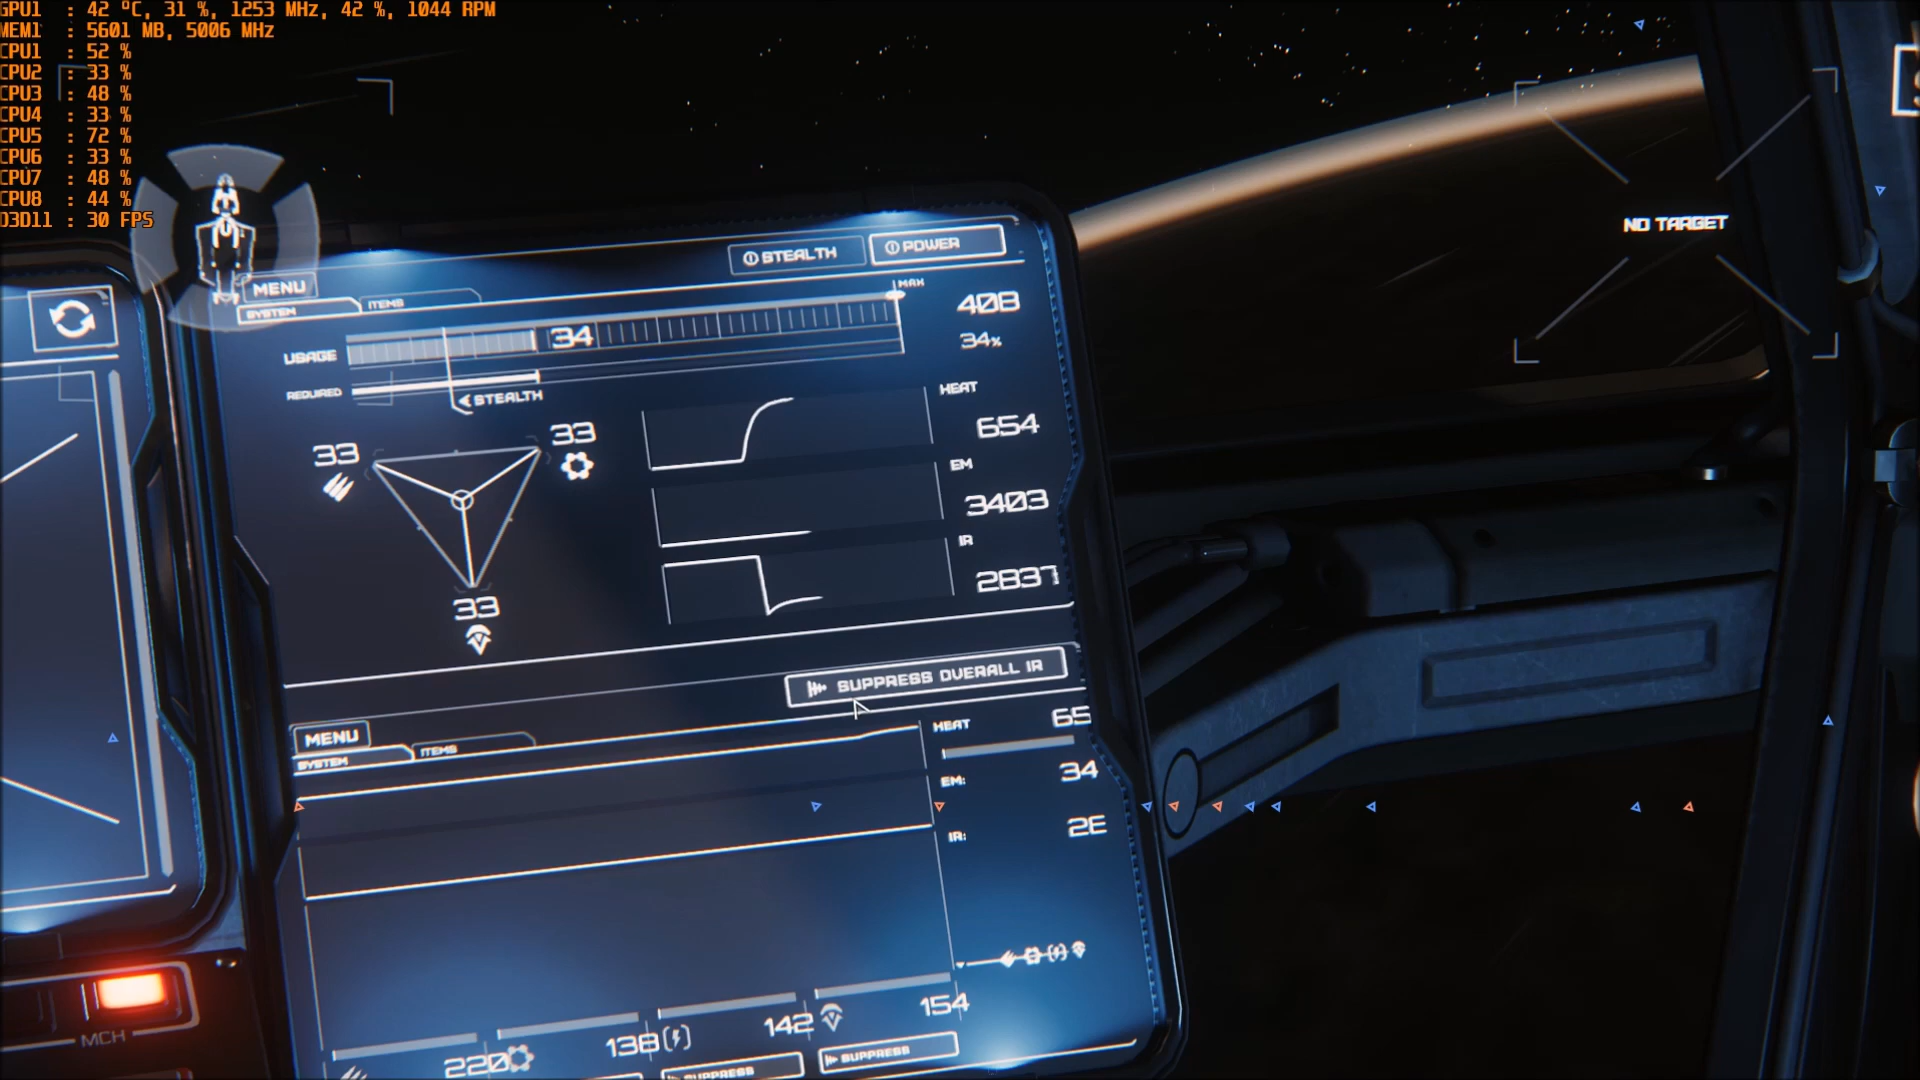 GPU1 : 42 °C, 31 %, 1253 MHz, 42 %, 1044 RPM
MEM1 : 5601 MB, 5006 MHz
CPU1 : 52 %
CPU2 : 33 %
CPU3 : 48 %
CPU4 : 33 %
CPU5 : 72 %
CPU6 : 33 %
CPU7 : 48 %
CPU8 : 44 %
D3D11 : 30 FPS
NO TARGET
STEALTH POWER
MENU
SYSTEM ITEMS
MAX
408
USAGE 34
34%
REQUIRED
STEALTH
HEAT
654
33 33
EM
3403
IR
2837
33
SUPPRESS OVERALL IR
MENU
SYSTEM ITEMS
HEAT 65
EM: 34
IR: 2E
220 138 142 154
SUPPRESS SUPPRESS
MCH